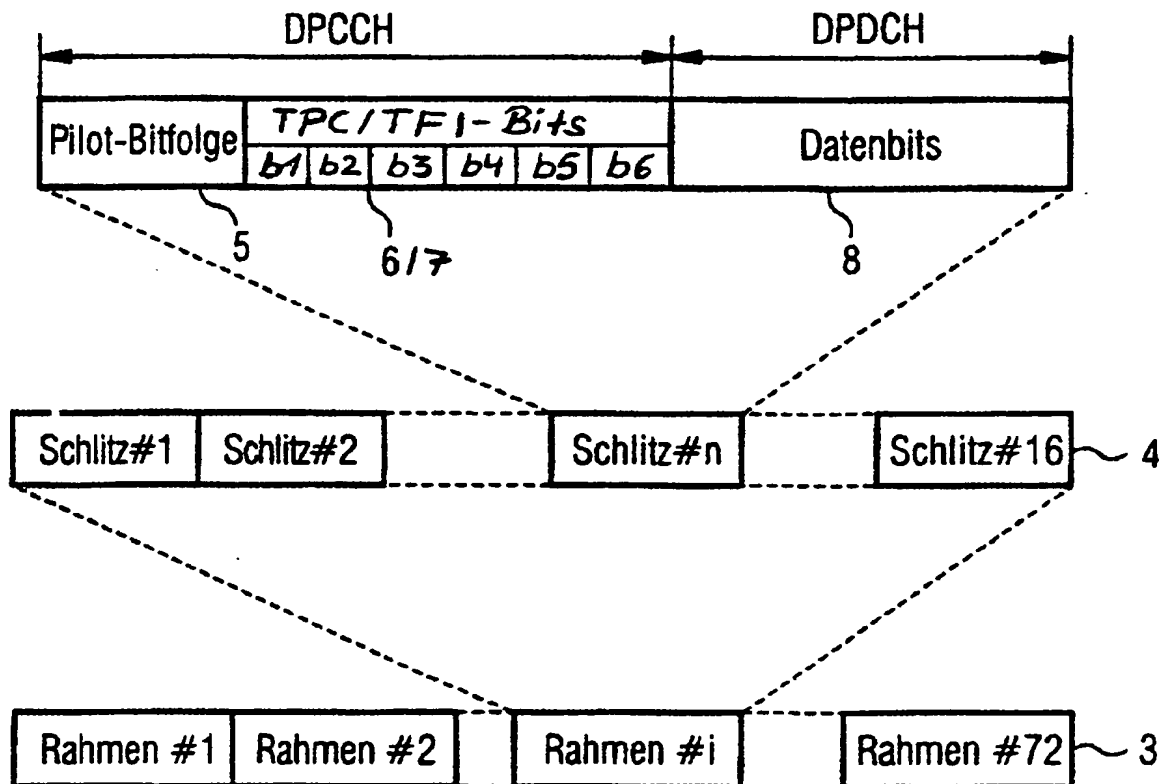 DPCCH DPDCH
Pilot-Bitfolge TPC/TFI-Bits Datenbits
b1 b2 b3 b4 b5 b6
5 6/7 8
Schlitz#1 Schlitz#2 Schlitz#n Schlitz#16 4
Rahmen #1 Rahmen #2 Rahmen #i Rahmen #72 3